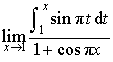 lim x→1 ∫₁ˣ sin πt dt / 1 + cos πx